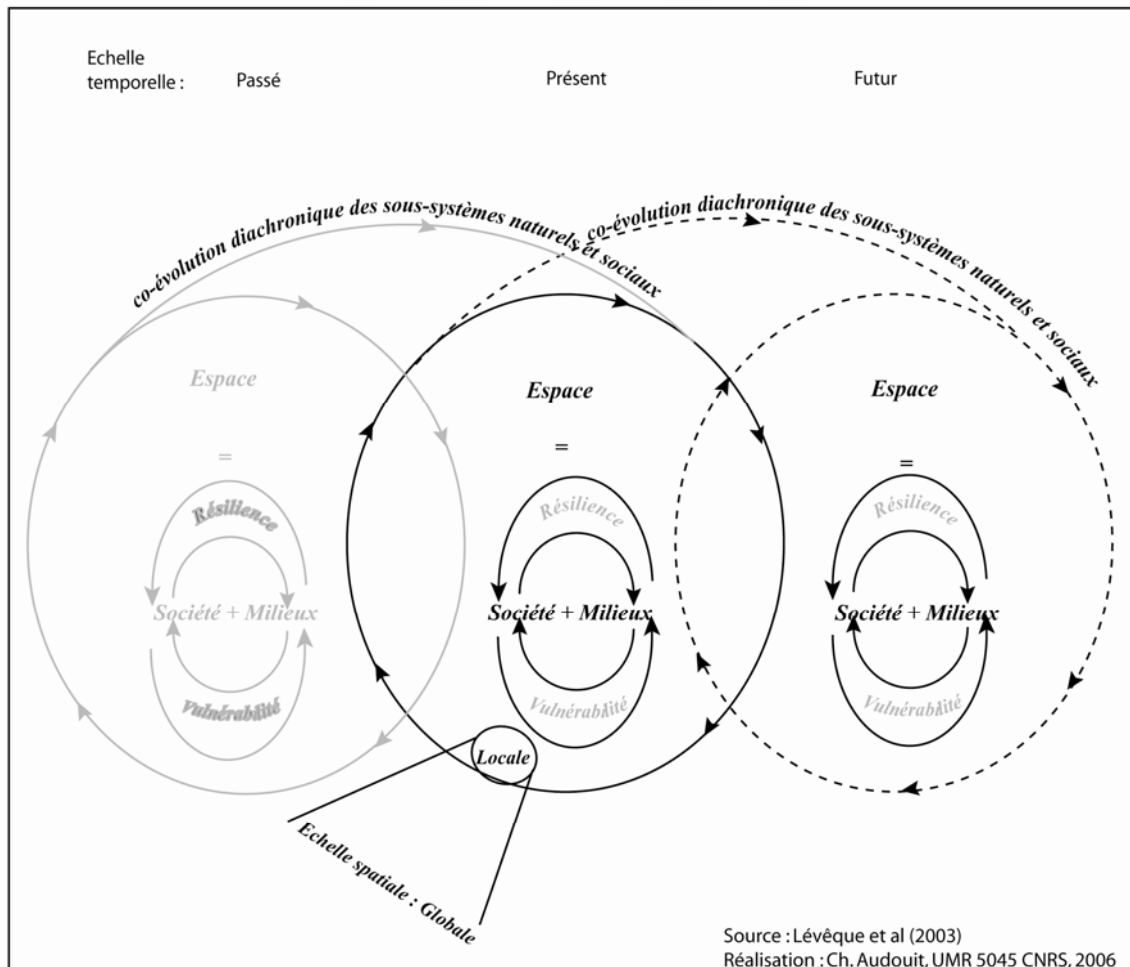 Echelle
temporelle : Passé Présent Futur
co-évolution diachronique des sous-systèmes naturels et sociaux
co-évolution diachronique des sous-systèmes naturels et sociaux
Espace
=
Résilience
Société + Milieux
Vulnérabilité
Espace
=
Résilience
Société + Milieux
Vulnérabilité
Espace
=
Résilience
Société + Milieux
Vulnérabilité
Locale
Echelle spatiale : Globale
Source : Lévêque et al (2003)
Réalisation : Ch. Audouit, UMR 5045 CNRS, 2006